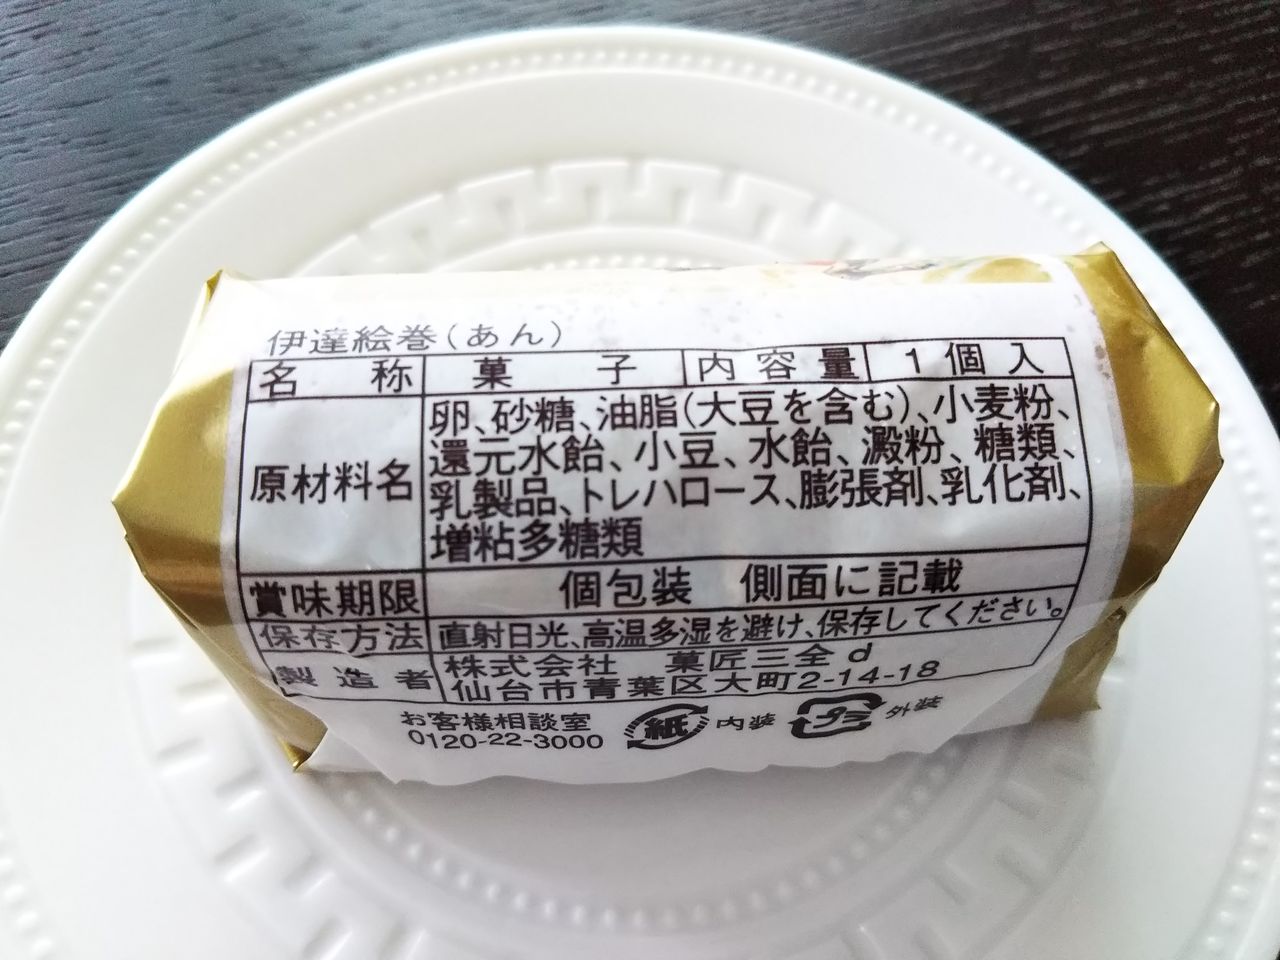 伊達絵巻(あん)
名称 菓子 内容量 1個入
原材料名 卵、砂糖、油脂(大豆を含む)、小麦粉、
還元水飴、小豆、水飴、澱粉、糖類、
乳製品、トレハロース、膨張剤、乳化剤、
増粘多糖類
賞味期限 個包装 側面に記載
保存方法 直射日光、高温多湿を避け、保存してください。
製造者 株式会社 菓匠三全 d
仙台市青葉区大町2-14-18
お客様相談室
0120-22-3000
紙 内装 プラ 外装